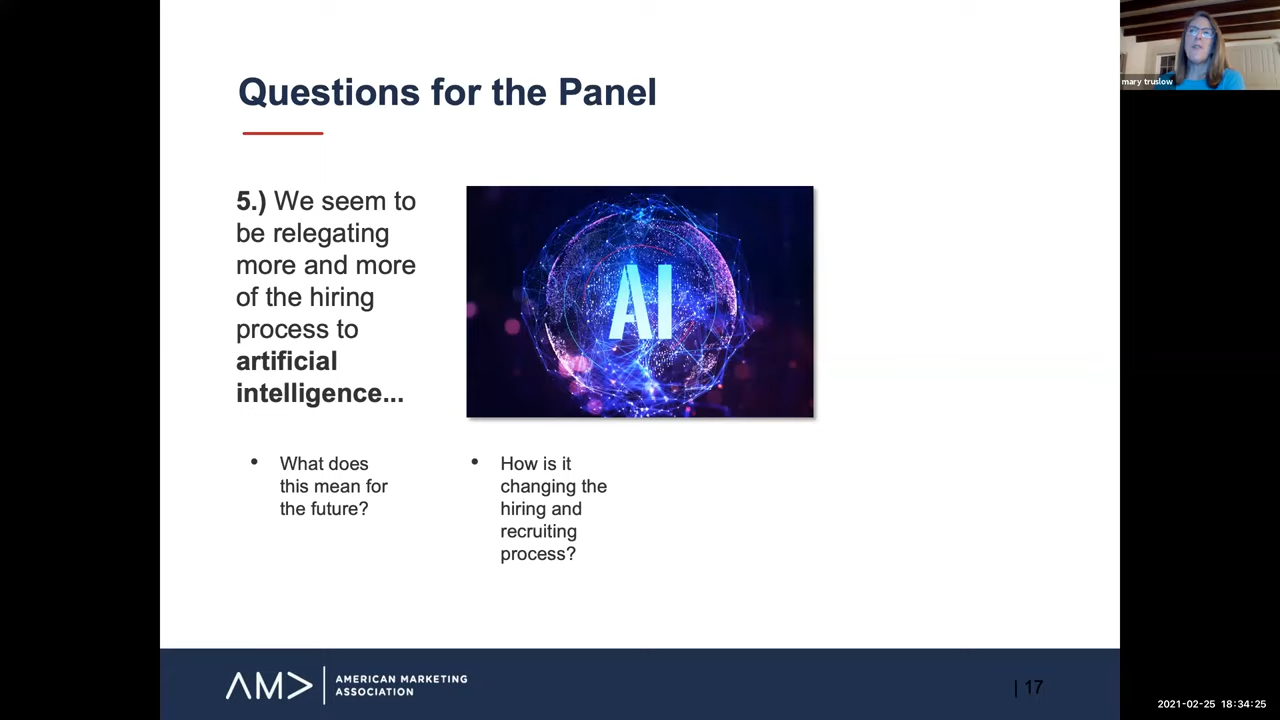 Questions for the Panel
mary truslow
5.) We seem to
be relegating
more and more
of the hiring
process to
artificial
intelligence...
AI
• What does
this mean for
the future?
• How is it
changing the
hiring and
recruiting
process?
AMA
AMERICAN MARKETING
ASSOCIATION
| 17
2021-02-25 18:34:25